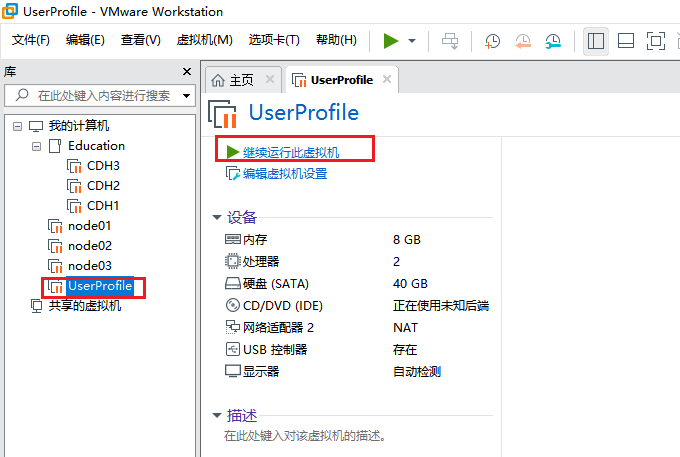 UserProfile - VMware Workstation
文件(F) 编辑(E) 查看(V) 虚拟机(M) 选项卡(T) 帮助(H)
库
在此处键入内容进行搜索
我的计算机
Education
CDH3
CDH2
CDH1
node01
node02
node03
UserProfile
共享的虚拟机
主页 UserProfile
UserProfile
继续运行此虚拟机
编辑虚拟机设置
设备
内存 8 GB
处理器 2
硬盘 (SATA) 40 GB
CD/DVD (IDE) 正在使用未知后端
网络适配器 2 NAT
USB 控制器 存在
显示器 自动检测
描述
在此处键入对该虚拟机的描述。